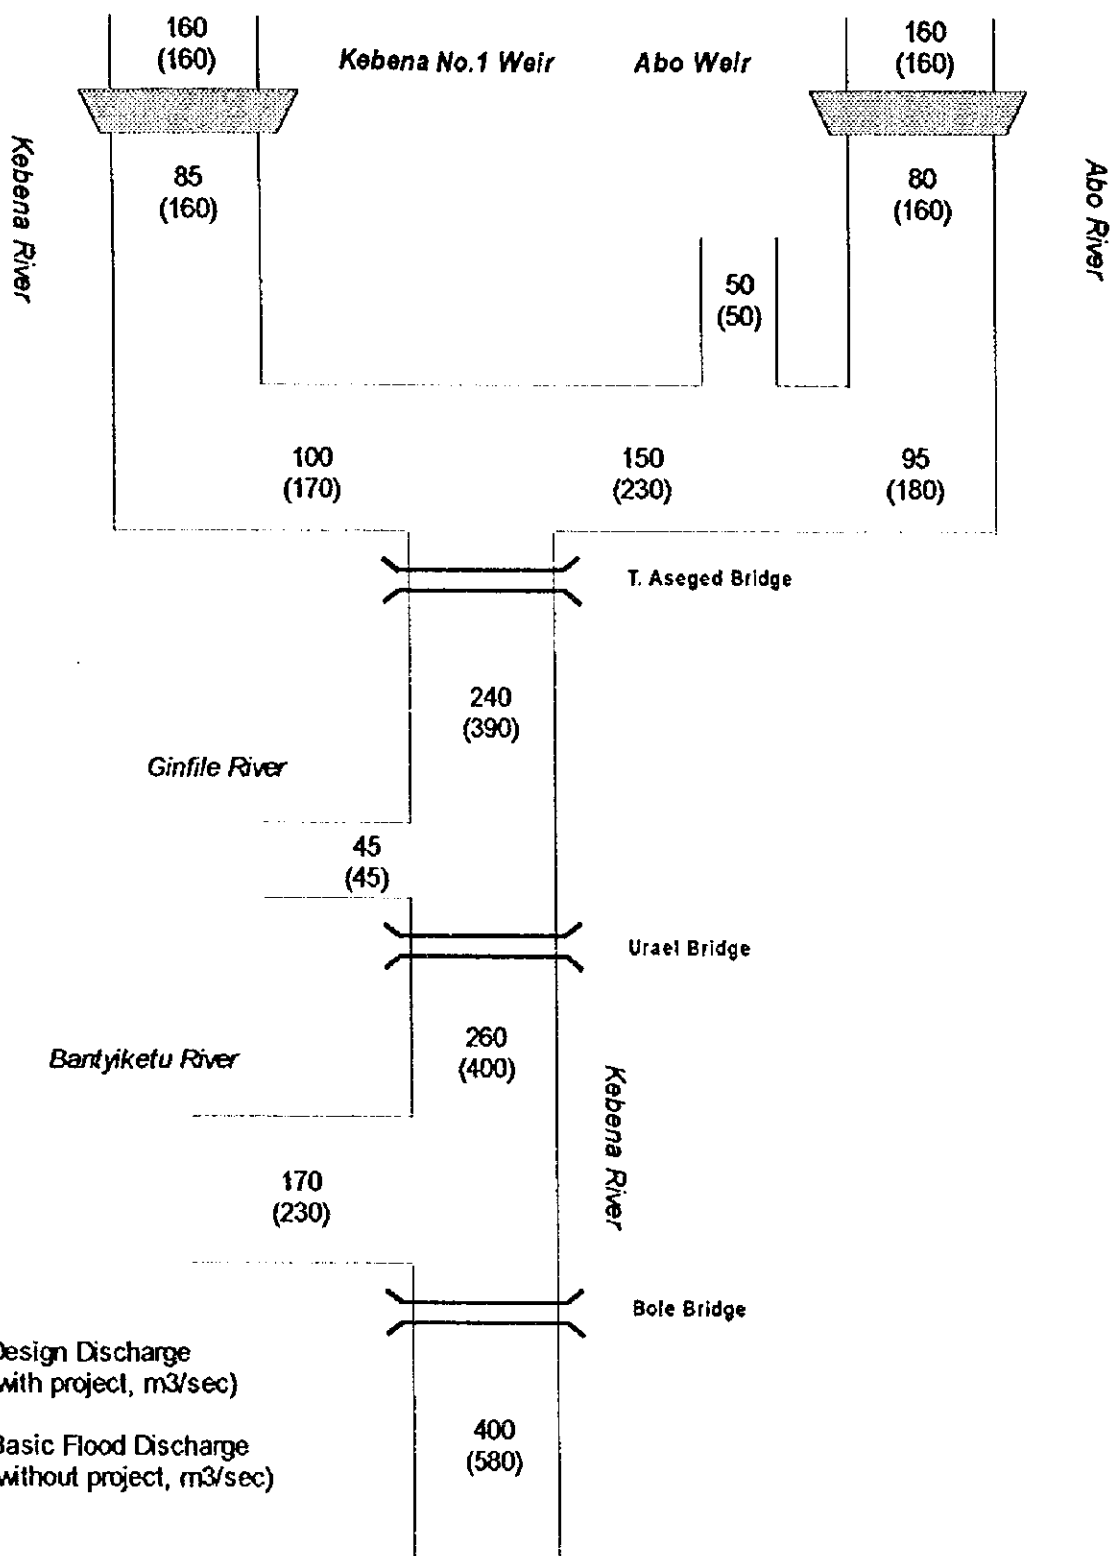 160
(160)
Kebena No.1 Weir
Abo Weir
160
(160)
Kebena River
85
(160)
80
(160)
Abo River
50
(50)
100
(170)
150
(230)
95
(180)
T. Aseged Bridge
240
(390)
Ginfile River
45
(45)
Urael Bridge
260
(400)
Bantyiketu River
Kebena River
170
(230)
Bole Bridge
Design Discharge
with project, m3/sec)
400
(580)
Basic Flood Discharge
without project, m3/sec)